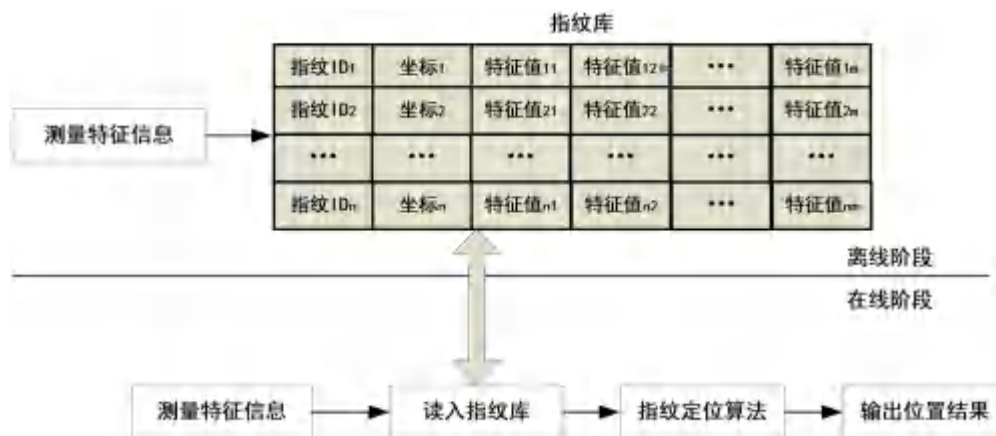 指纹库
指纹ID1 坐标1 特征值11 特征值12 ... 特征值1m
指纹ID2 坐标2 特征值21 特征值22 ... 特征值2m
测量特征信息
... ... ... ... ... ...
指纹IDn 坐标n 特征值n1 特征值n2 ... 特征值nm
离线阶段
在线阶段
测量特征信息 读入指纹库 指纹定位算法 输出位置结果